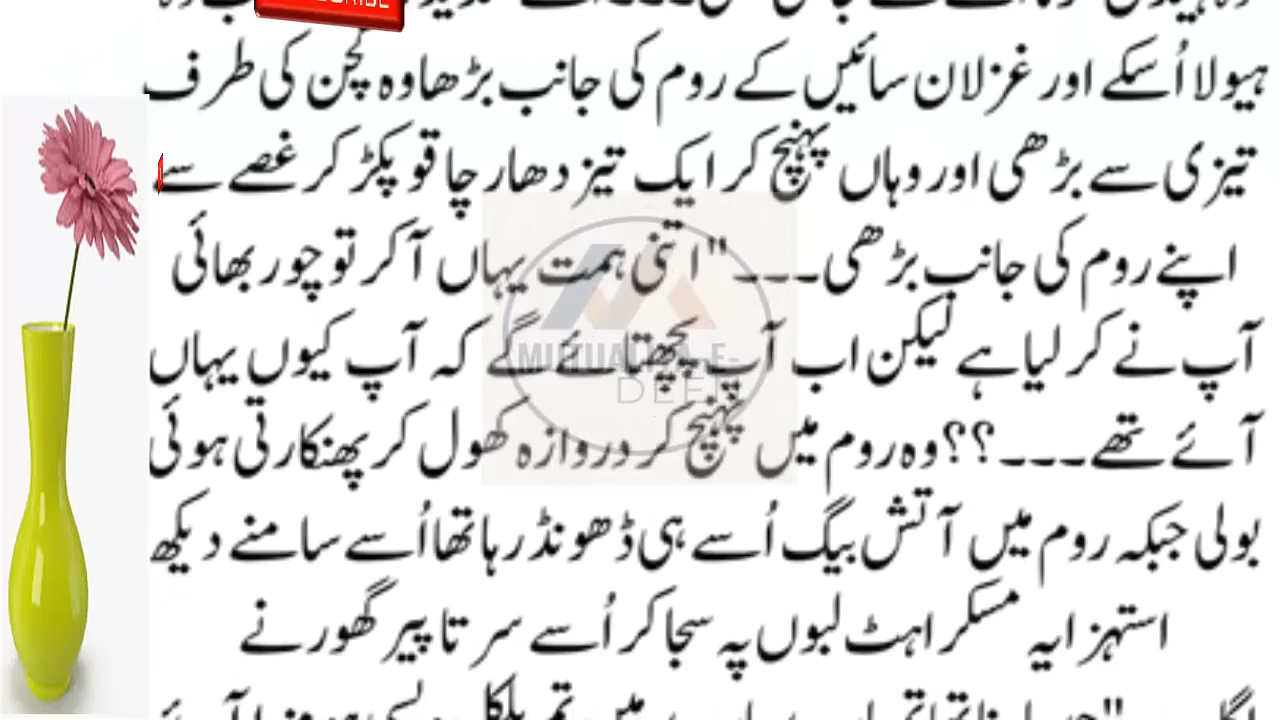 ہیولا اُسکے اور غزلان سائیں کے روم کی جانب بڑھا وہ کچن کی طرف
تیزی سے بڑھی اور وہاں پہنچ کر ایک تیز دھار چاقو پکڑ کر غصے سے
اپنے روم کی جانب بڑھی۔۔۔"اتنی ہمت یہاں آکر تو چور بھائی
آپ نے کر لیا ہے لیکن اب آپ پچھتائے گے کہ آپ کیوں یہاں
آئے تھے۔۔۔؟؟ وہ روم میں پہنچ کر دروازہ کھول کر پھنکارتی ہوئی
بولی جبکہ روم میں آتش بیگ اُسے ہی ڈھونڈ رہا تھا اُسے سامنے دیکھ
استہزایہ مسکراہٹ لبوں پہ سجا کر اُسے سر تا پیر گھورنے